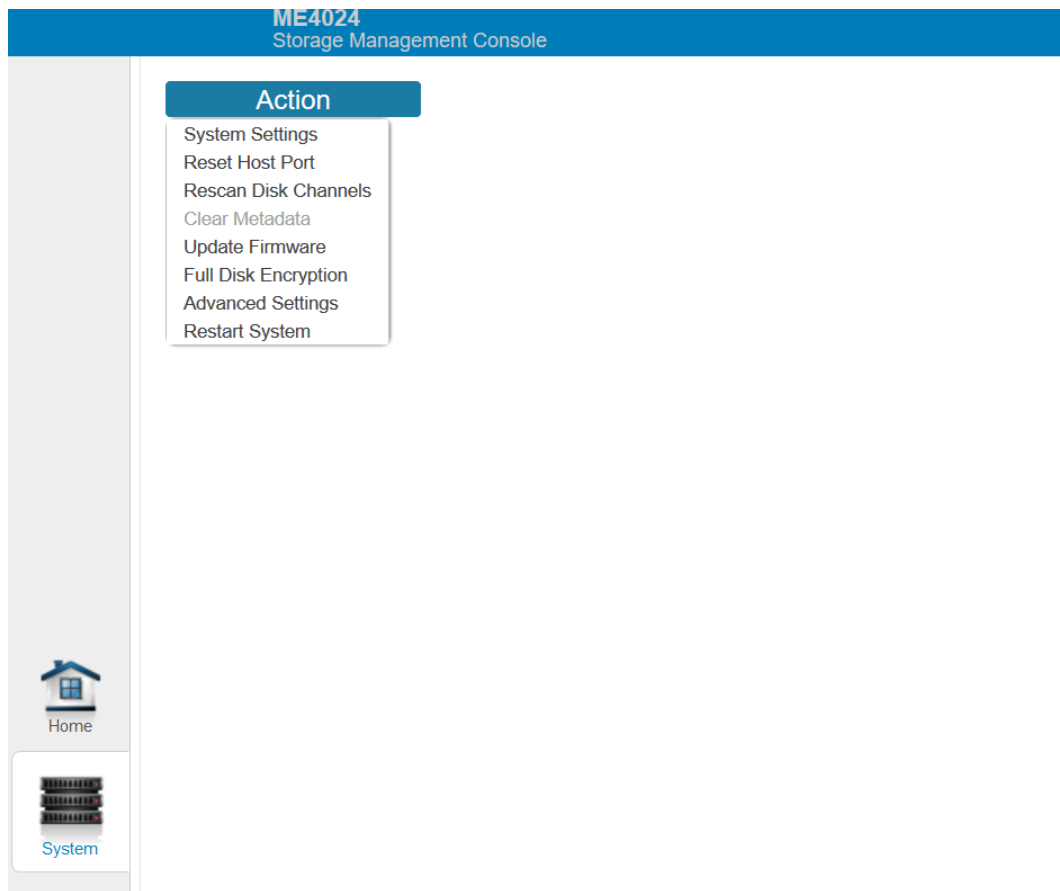 ME4024
Storage Management Console
Action
System Settings
Reset Host Port
Rescan Disk Channels
Clear Metadata
Update Firmware
Full Disk Encryption
Advanced Settings
Restart System
Home
System